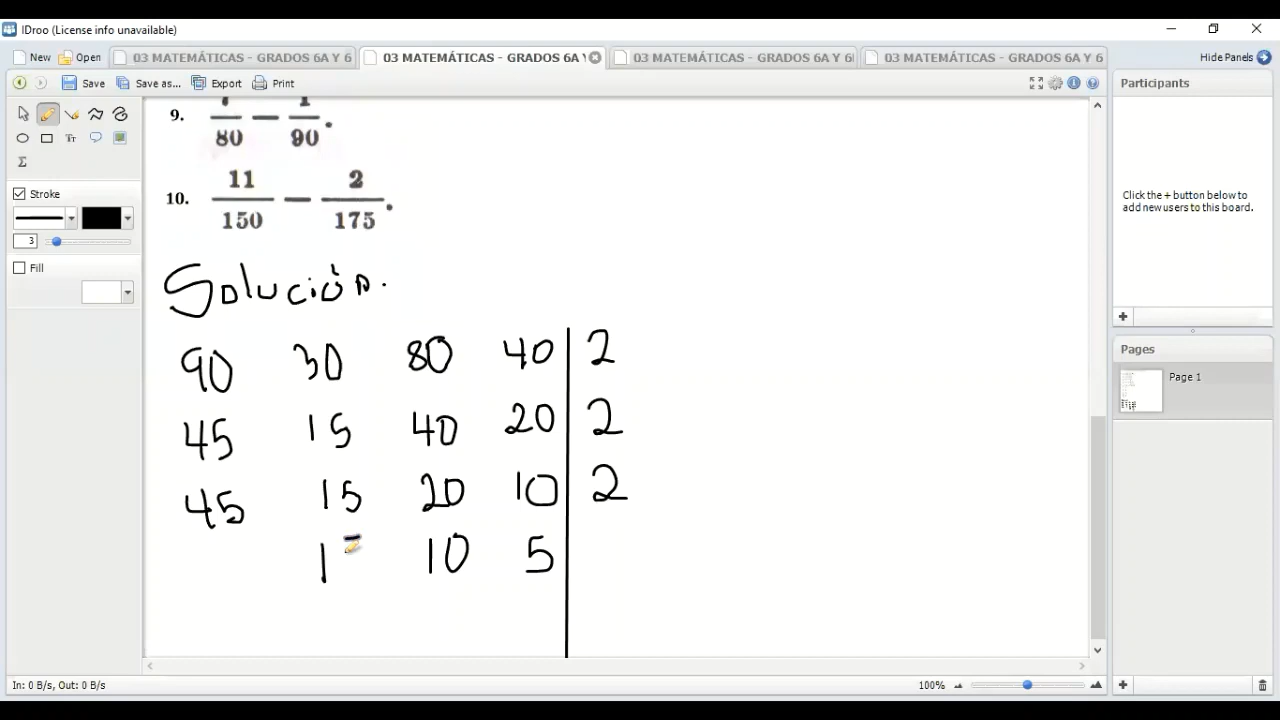 IDroo (License info unavailable)
New Open 03 MATEMÁTICAS - GRADOS 6A Y 6 03 MATEMÁTICAS - GRADOS 6A Y 03 MATEMÁTICAS - GRADOS 6A Y 6 03 MATEMÁTICAS - GRADOS 6A Y 6 Hide Panels
Save Save as... Export Print
Participants
Click the + button below to
add new users to this board.
Tт
Σ
Stroke
3
Fill
9. 7/80 − 1/90.
10. 11/150 − 2/175.
Solución.
90 30 80 40 2
45 15 40 20 2
45 15 20 10 2
1 10 5
Pages
Page 1
In: 0 B/s, Out: 0 B/s
100%